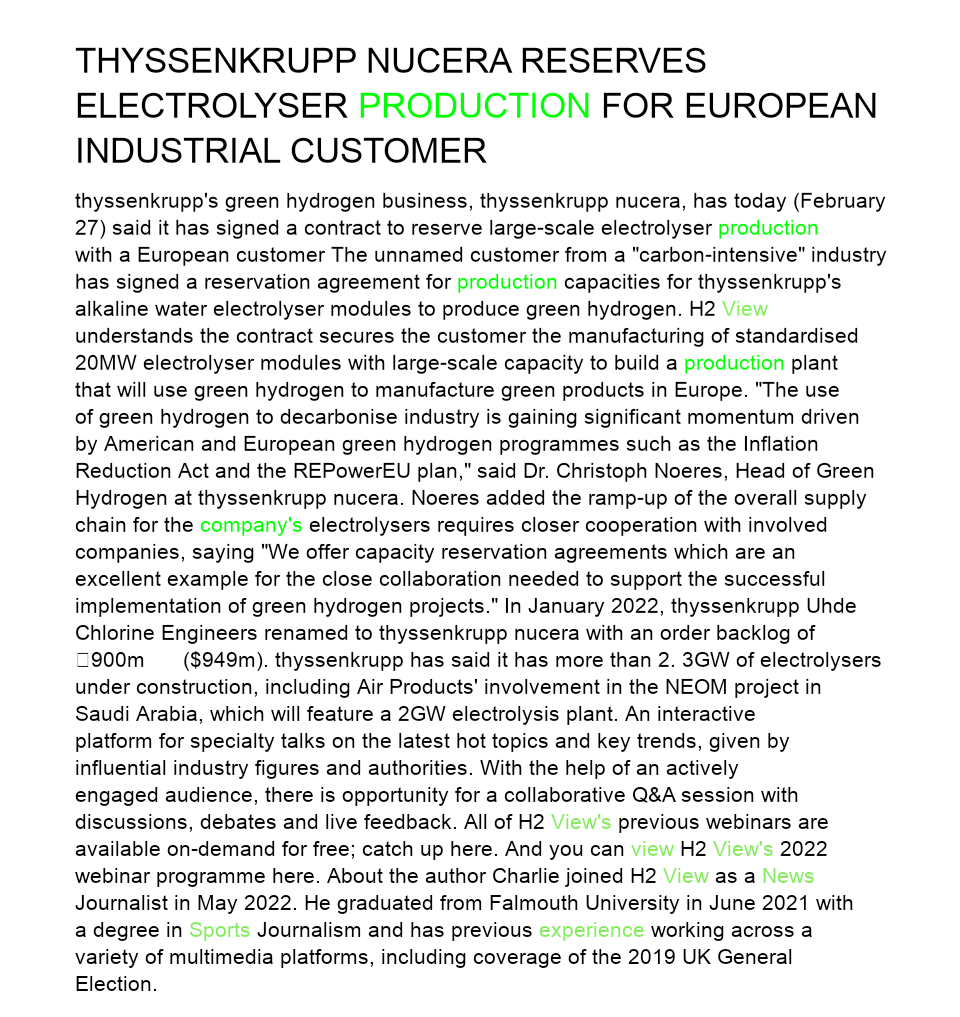 THYSSENKRUPP NUCERA RESERVES
ELECTROLYSER PRODUCTION FOR EUROPEAN
INDUSTRIAL CUSTOMER
thyssenkrupp's green hydrogen business, thyssenkrupp nucera, has today (February
27) said it has signed a contract to reserve large-scale electrolyser production
with a European customer The unnamed customer from a "carbon-intensive" industry
has signed a reservation agreement for production capacities for thyssenkrupp's
alkaline water electrolyser modules to produce green hydrogen. H2 View
understands the contract secures the customer the manufacturing of standardised
20MW electrolyser modules with large-scale capacity to build a production plant
that will use green hydrogen to manufacture green products in Europe. "The use
of green hydrogen to decarbonise industry is gaining significant momentum driven
by American and European green hydrogen programmes such as the Inflation
Reduction Act and the REPowerEU plan," said Dr. Christoph Noeres, Head of Green
Hydrogen at thyssenkrupp nucera. Noeres added the ramp-up of the overall supply
chain for the company's electrolysers requires closer cooperation with involved
companies, saying "We offer capacity reservation agreements which are an
excellent example for the close collaboration needed to support the successful
implementation of green hydrogen projects." In January 2022, thyssenkrupp Uhde
Chlorine Engineers renamed to thyssenkrupp nucera with an order backlog of
900m ($949m). thyssenkrupp has said it has more than 2. 3GW of electrolysers
under construction, including Air Products' involvement in the NEOM project in
Saudi Arabia, which will feature a 2GW electrolysis plant. An interactive
platform for specialty talks on the latest hot topics and key trends, given by
influential industry figures and authorities. With the help of an actively
engaged audience, there is opportunity for a collaborative Q&A session with
discussions, debates and live feedback. All of H2 View's previous webinars are
available on-demand for free; catch up here. And you can view H2 View's 2022
webinar programme here. About the author Charlie joined H2 View as a News
Journalist in May 2022. He graduated from Falmouth University in June 2021 with
a degree in Sports Journalism and has previous experience working across a
variety of multimedia platforms, including coverage of the 2019 UK General
Election.